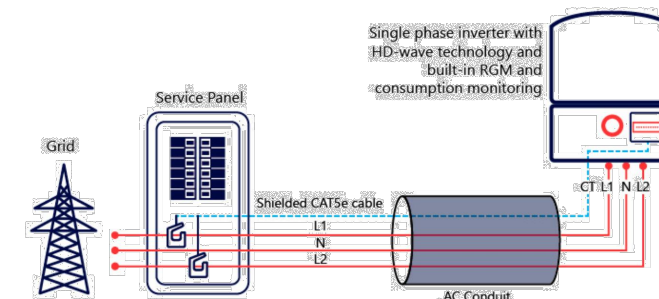 Single phase inverter with
HD-wave technology and
built-in RGM and
consumption monitoring
Service Panel
Grid
CT L1 N L2
Shielded CAT5e cable
L1
N
L2
AC Conduit